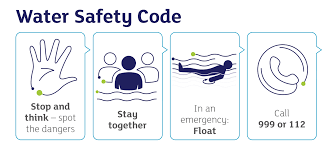 Water Safety Code
Stop and
think – spot
the dangers
Stay
together
In an
emergency:
Float
Call
999 or 112